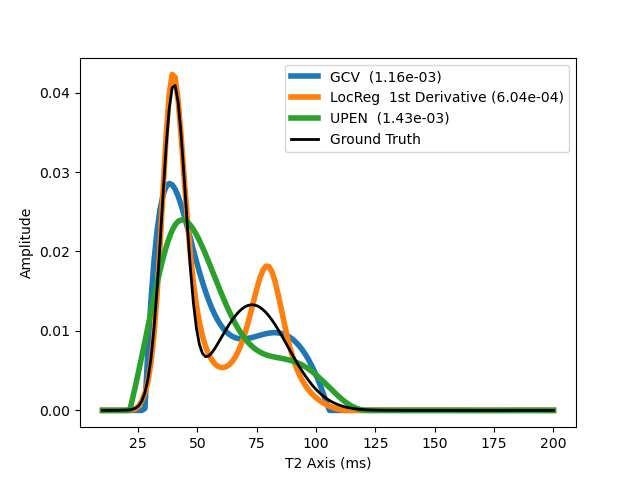 GCV (1.16e-03)
LocReg 1st Derivative (6.04e-04)
UPEN (1.43e-03)
Ground Truth
0.04
0.03
0.02
0.01
0.00
Amplitude
25 50 75 100 125 150 175 200
T2 Axis (ms)